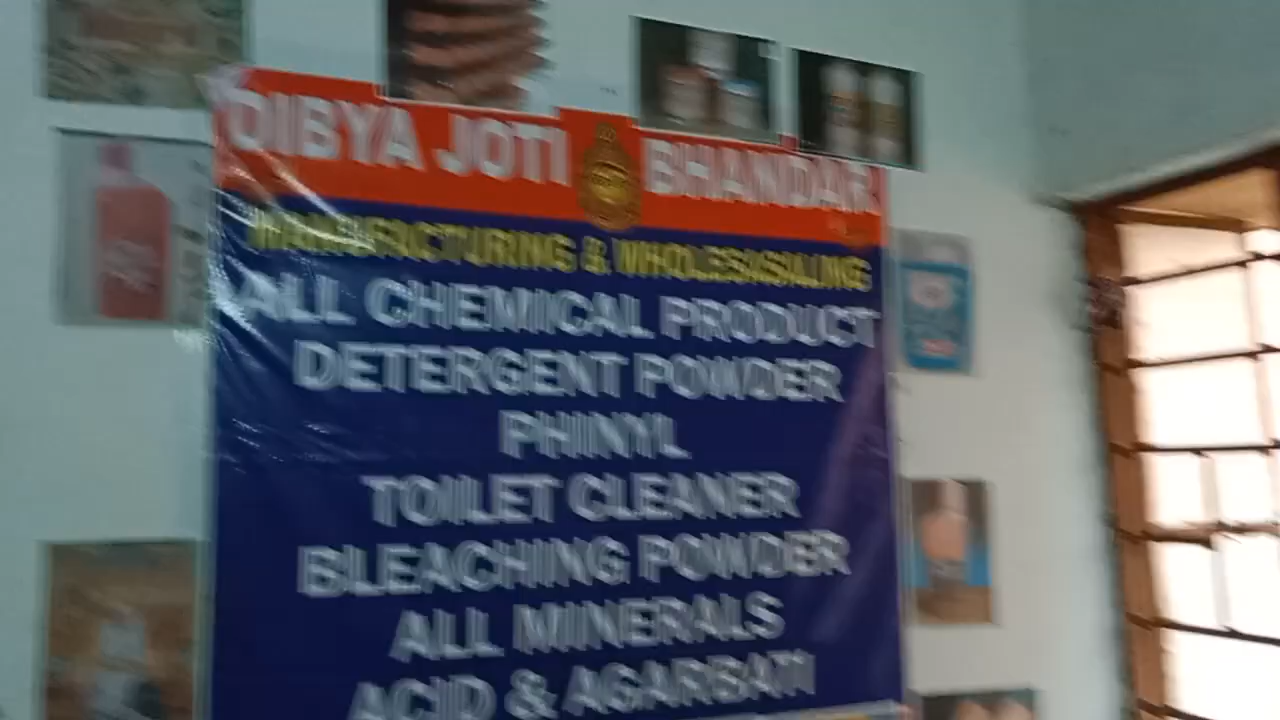 DIBYA JOTI BHANDAR
MANUFACTURING & WHOLESASALING
ALL CHEMICAL PRODUCT
DETERGENT POWDER
PHINYL
TOILET CLEANER
BLEACHING POWDER
ALL MINERALS
ACID & AGARBATI